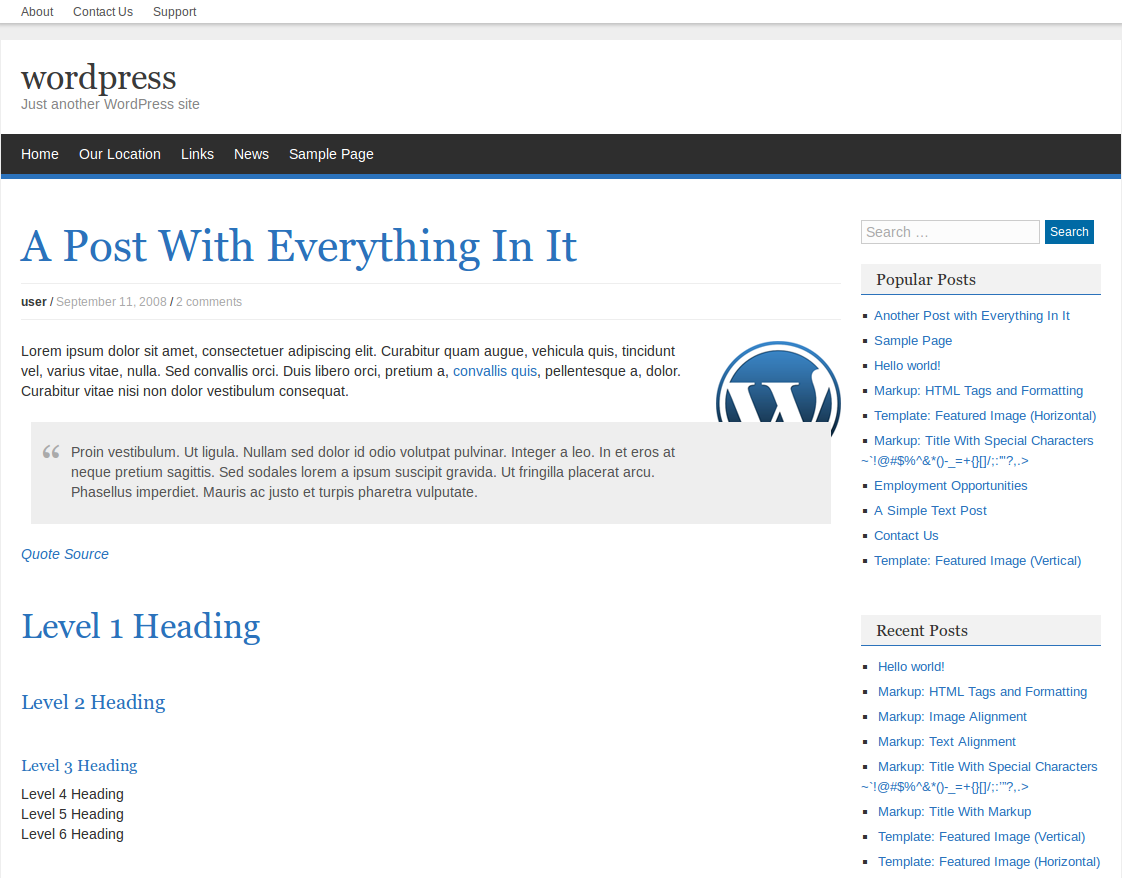 About Contact Us Support
wordpress
Just another WordPress site
Home Our Location Links News Sample Page
A Post With Everything In It
user / September 11, 2008 / 2 comments
Lorem ipsum dolor sit amet, consectetuer adipiscing elit. Curabitur quam augue, vehicula quis, tincidunt
vel, varius vitae, nulla. Sed convallis orci. Duis libero orci, pretium a, convallis quis, pellentesque a, dolor.
Curabitur vitae nisi non dolor vestibulum consequat.
“
Proin vestibulum. Ut ligula. Nullam sed dolor id odio volutpat pulvinar. Integer a leo. In et eros at
neque pretium sagittis. Sed sodales lorem a ipsum suscipit gravida. Ut fringilla placerat arcu.
Phasellus imperdiet. Mauris ac justo et turpis pharetra vulputate.
Quote Source
Level 1 Heading
Level 2 Heading
Level 3 Heading
Level 4 Heading
Level 5 Heading
Level 6 Heading
Search … Search
Popular Posts
Another Post with Everything In It
Sample Page
Hello world!
Markup: HTML Tags and Formatting
Template: Featured Image (Horizontal)
Markup: Title With Special Characters
~`!@#$%^&*()-_=+{}[]/;:'"?,.>
Employment Opportunities
A Simple Text Post
Contact Us
Template: Featured Image (Vertical)
Recent Posts
Hello world!
Markup: HTML Tags and Formatting
Markup: Image Alignment
Markup: Text Alignment
Markup: Title With Special Characters
~`!@#$%^&*()-_=+{}[]/;:'”?,.>
Markup: Title With Markup
Template: Featured Image (Vertical)
Template: Featured Image (Horizontal)